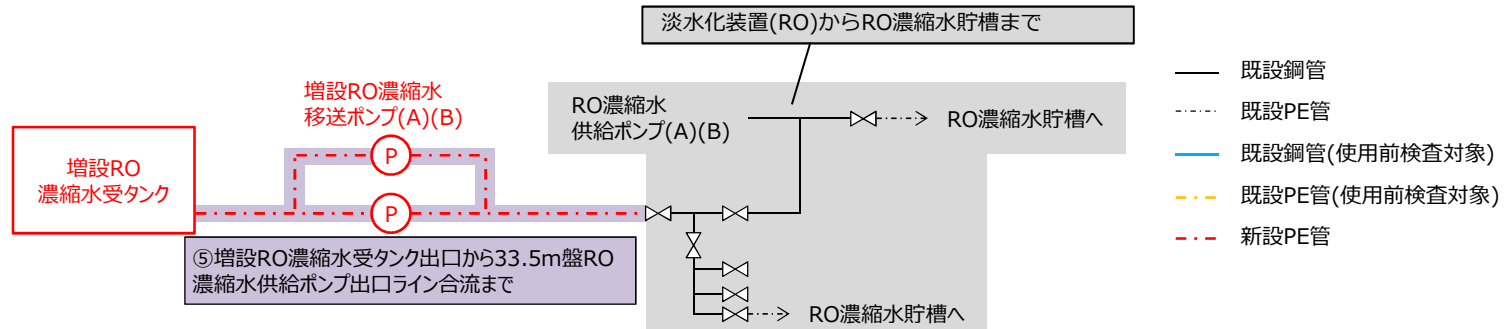 淡水化装置(RO)からRO濃縮水貯槽まで
増設RO濃縮水
移送ポンプ(A)(B)
増設RO
濃縮水受タンク
P
P
RO濃縮水
供給ポンプ(A)(B)
RO濃縮水貯槽へ
⑤増設RO濃縮水受タンク出口から33.5m盤RO
濃縮水供給ポンプ出口ライン合流まで
RO濃縮水貯槽へ
既設鋼管
既設PE管
既設鋼管(使用前検査対象)
既設PE管(使用前検査対象)
新設PE管